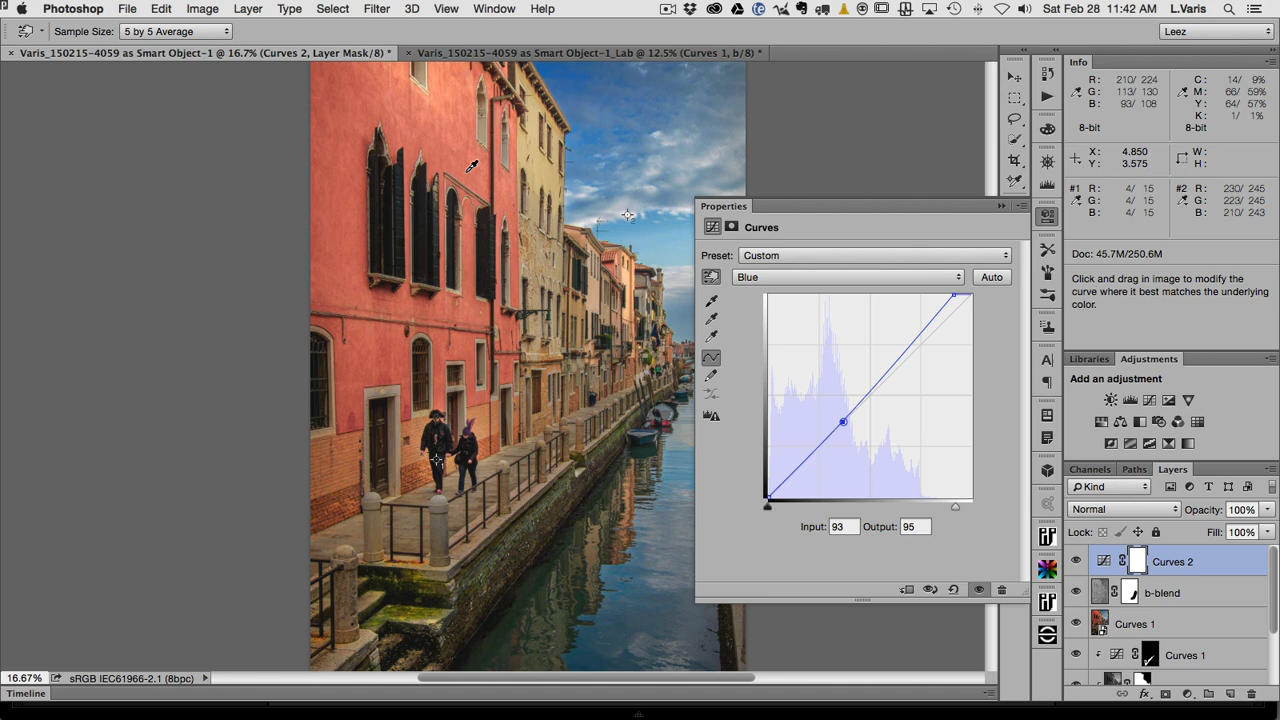 Photoshop File Edit Image Layer Type Select Filter 3D View Window Help Sat Feb 28 11:42 AM L.Varis
Sample Size: 5 by 5 Average Leez
× Varis_150215-4059 as Smart Object-1 @ 16.7% (Curves 2, Layer Mask/8) * × Varis_150215-4059 as Smart Object-1_Lab @ 12.5% (Curves 1, b/8) *
Info
R: 210/ 224 C: 14/ 9%
G: 113/ 130 M: 66/ 59%
B: 93/ 108 Y: 64/ 57%
K: 1/ 1%
8-bit 8-bit
X: 4.850 W:
Y: 3.575 H:
#1 R: 4/ 15 #2 R: 230/ 245
G: 4/ 15 G: 230/ 245
B: 4/ 15 B: 210/ 243
Doc: 45.7M/250.6M
Click and drag in image to modify the
curve where it best matches the underlying
color.
Properties
Curves
Preset: Custom
Blue Auto
Input: 93 Output: 95
Libraries Adjustments
Add an adjustment
Channels Paths Layers
Kind
Normal Opacity: 100%
Lock: Fill: 100%
Curves 2
b-blend
Curves 1
Curves 1
16.67% sRGB IEC61966-2.1 (8bpc)
Timeline